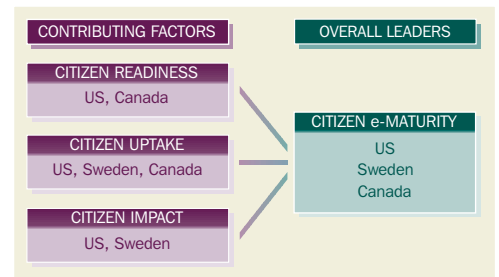 CONTRIBUTING FACTORS
OVERALL LEADERS
CITIZEN READINESS
US, Canada
CITIZEN UPTAKE
US, Sweden, Canada
CITIZEN IMPACT
US, Sweden
CITIZEN e-MATURITY
US
Sweden
Canada